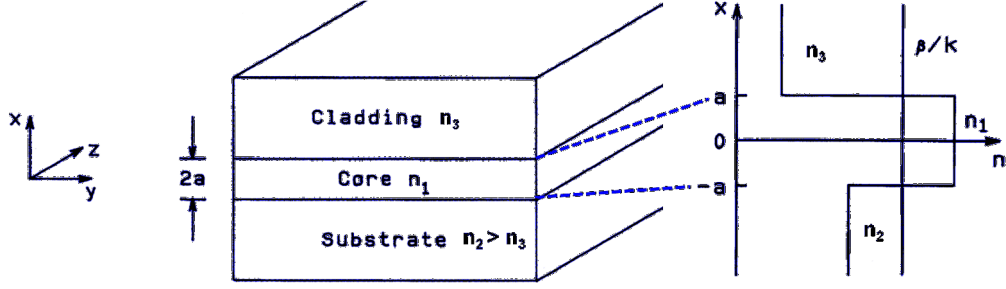 x
z
y
2a
Cladding n₃
Core n₁
Substrate n₂>n₃
x
β/k
n₃
a
n₁
0
n
-a
n₂